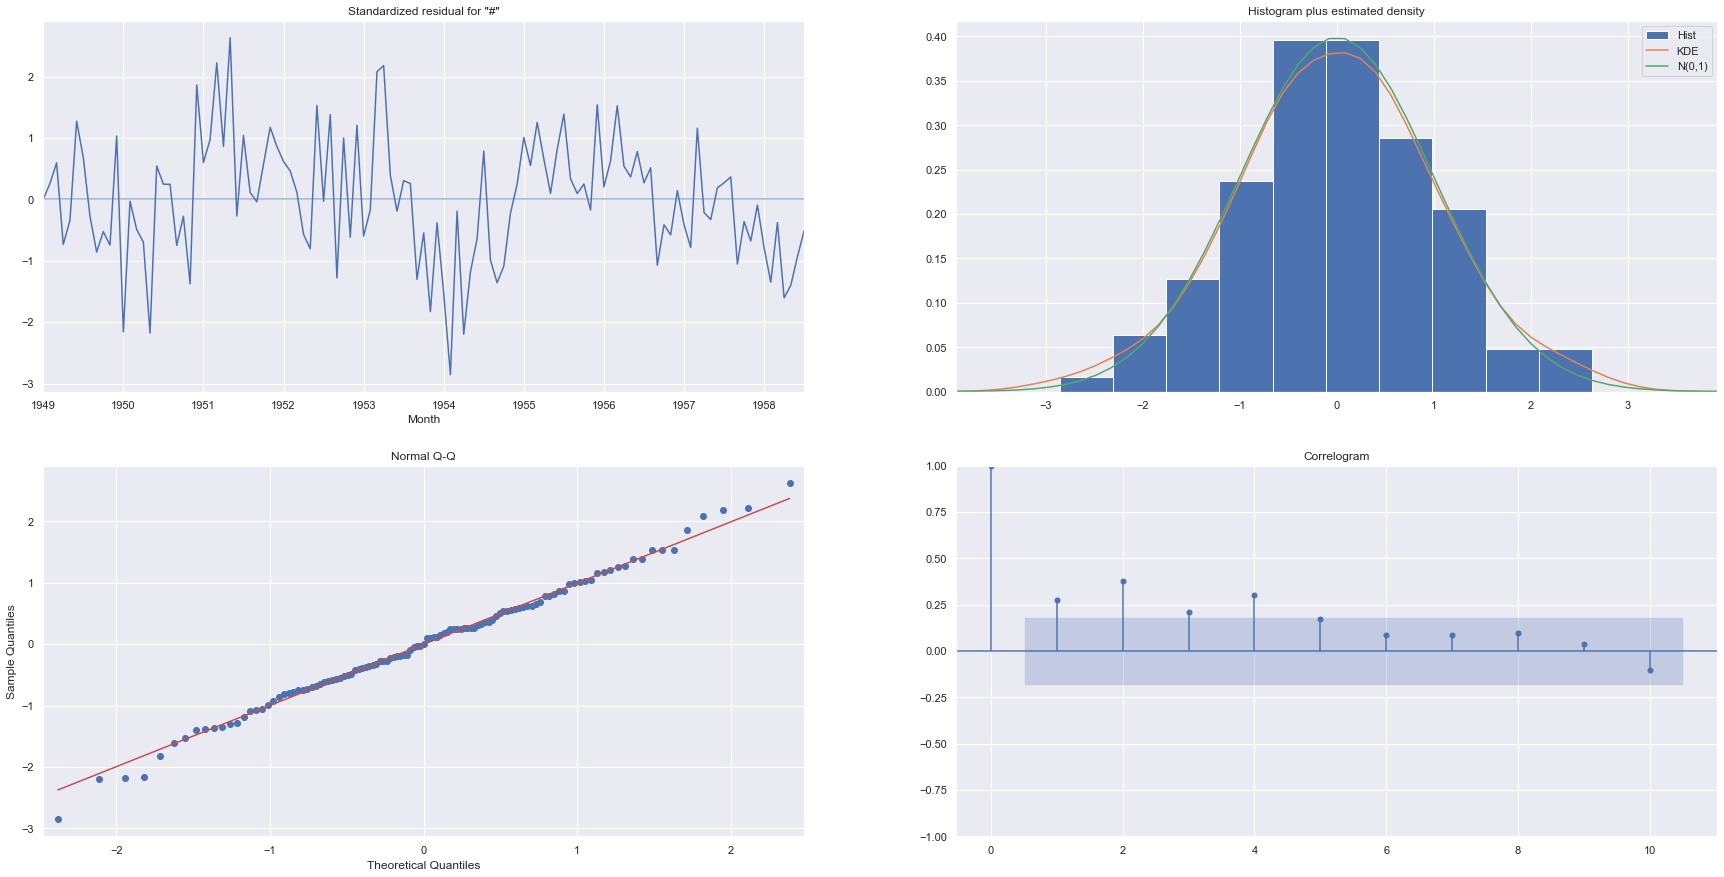 Standardized residual for "#"
2
1
0
−1
−2
−3
1949 1950 1951 1952 1953 1954 1955 1956 1957 1958
Month
Histogram plus estimated density
Hist
KDE
N(0,1)
0.40
0.35
0.30
0.25
0.20
0.15
0.10
0.05
0.00
−3 −2 −1 0 1 2 3
Normal Q-Q
Sample Quantiles
2
1
0
−1
−2
−3
−2 −1 0 1 2
Theoretical Quantiles
Correlogram
1.00
0.75
0.50
0.25
0.00
−0.25
−0.50
−0.75
−1.00
0 2 4 6 8 10